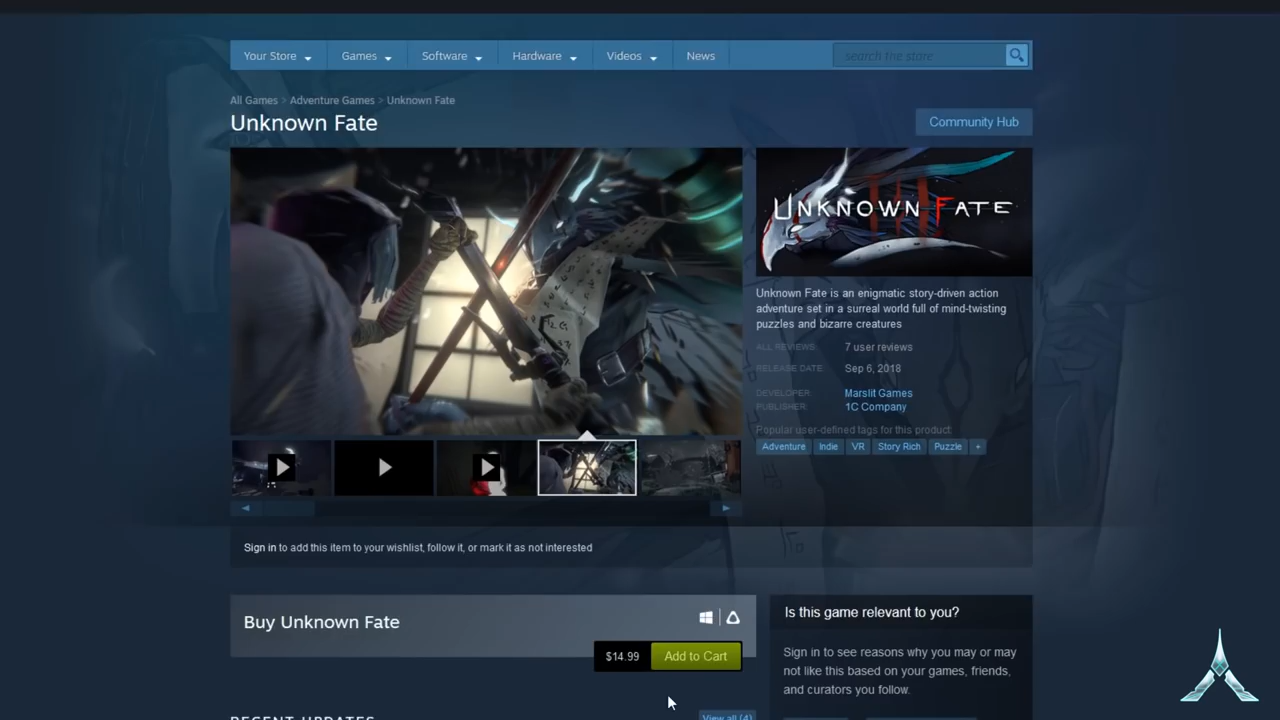 Your Store
Games
Software
Hardware
Videos
News
search the store
All Games > Adventure Games > Unknown Fate
Unknown Fate
Community Hub
UNKNOWN FATE
Unknown Fate is an enigmatic story-driven action
adventure set in a surreal world full of mind-twisting
puzzles and bizarre creatures
ALL REVIEWS: 7 user reviews
RELEASE DATE: Sep 6, 2018
DEVELOPER: Marslit Games
PUBLISHER: 1C Company
Popular user-defined tags for this product:
Adventure Indie VR Story Rich Puzzle +
Sign in to add this item to your wishlist, follow it, or mark it as not interested
Buy Unknown Fate
$14.99 Add to Cart
Is this game relevant to you?
Sign in to see reasons why you may or may
not like this based on your games, friends,
and curators you follow.
RECENT UPDATES
View all (4)